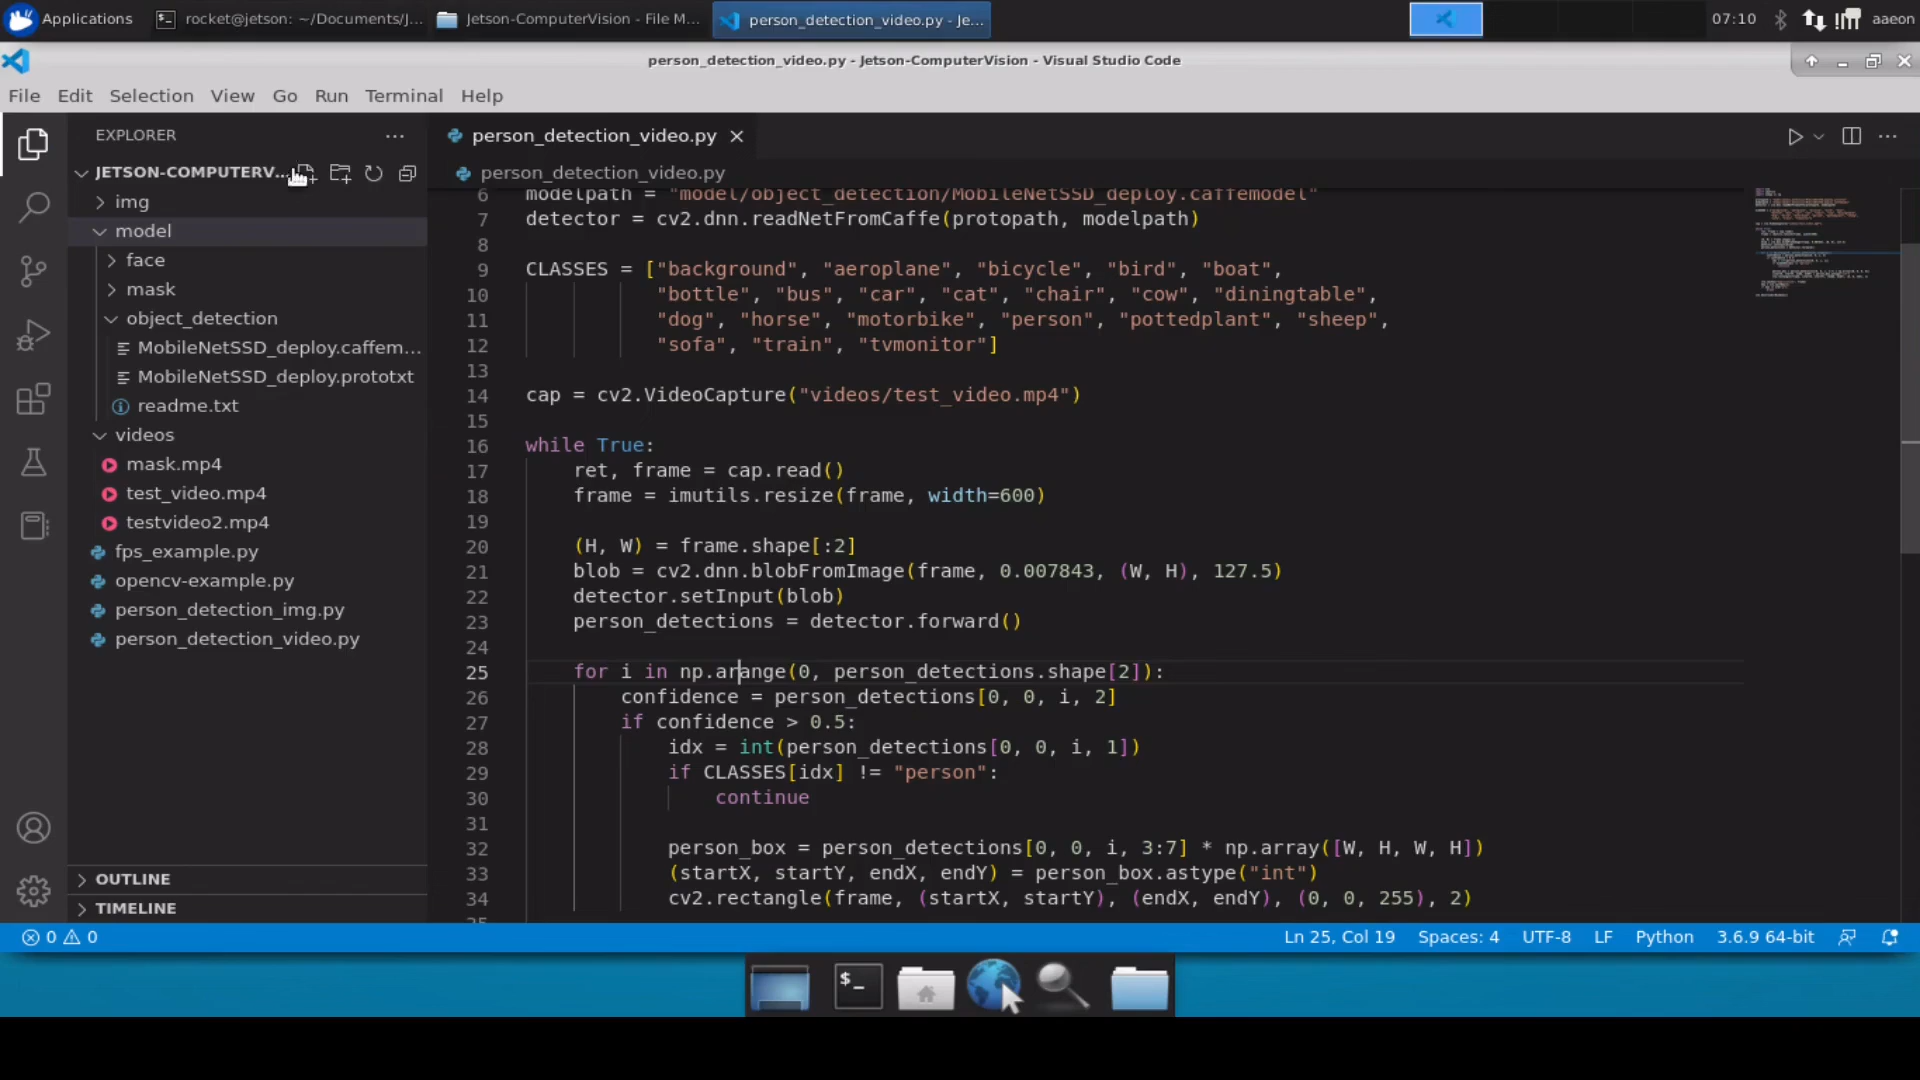 Applications
rocket@jetson: ~/Documents/J...
Jetson-ComputerVision - File M...
person_detection_video.py - Je...
07:10
aaeon
person_detection_video.py - Jetson-ComputerVision - Visual Studio Code
File Edit Selection View Go Run Terminal Help
EXPLORER
JETSON-COMPUTERV...
img
model
face
mask
object_detection
MobileNetSSD_deploy.caffem...
MobileNetSSD_deploy.prototxt
readme.txt
videos
mask.mp4
test_video.mp4
testvideo2.mp4
fps_example.py
opencv-example.py
person_detection_img.py
person_detection_video.py
OUTLINE
TIMELINE
person_detection_video.py
person_detection_video.py
6 modelpath = "model/object_detection/MobileNetSSD_deploy.caffemodel"
7 detector = cv2.dnn.readNetFromCaffe(protopath, modelpath)
8
9 CLASSES = ["background", "aeroplane", "bicycle", "bird", "boat",
10 "bottle", "bus", "car", "cat", "chair", "cow", "diningtable",
11 "dog", "horse", "motorbike", "person", "pottedplant", "sheep",
12 "sofa", "train", "tvmonitor"]
13
14 cap = cv2.VideoCapture("videos/test_video.mp4")
15
16 while True:
17 ret, frame = cap.read()
18 frame = imutils.resize(frame, width=600)
19
20 (H, W) = frame.shape[:2]
21 blob = cv2.dnn.blobFromImage(frame, 0.007843, (W, H), 127.5)
22 detector.setInput(blob)
23 person_detections = detector.forward()
24
25 for i in np.arange(0, person_detections.shape[2]):
26 confidence = person_detections[0, 0, i, 2]
27 if confidence > 0.5:
28 idx = int(person_detections[0, 0, i, 1])
29 if CLASSES[idx] != "person":
30 continue
31
32 person_box = person_detections[0, 0, i, 3:7] * np.array([W, H, W, H])
33 (startX, startY, endX, endY) = person_box.astype("int")
34 cv2.rectangle(frame, (startX, startY), (endX, endY), (0, 0, 255), 2)
0 0
Ln 25, Col 19 Spaces: 4 UTF-8 LF Python 3.6.9 64-bit
$_